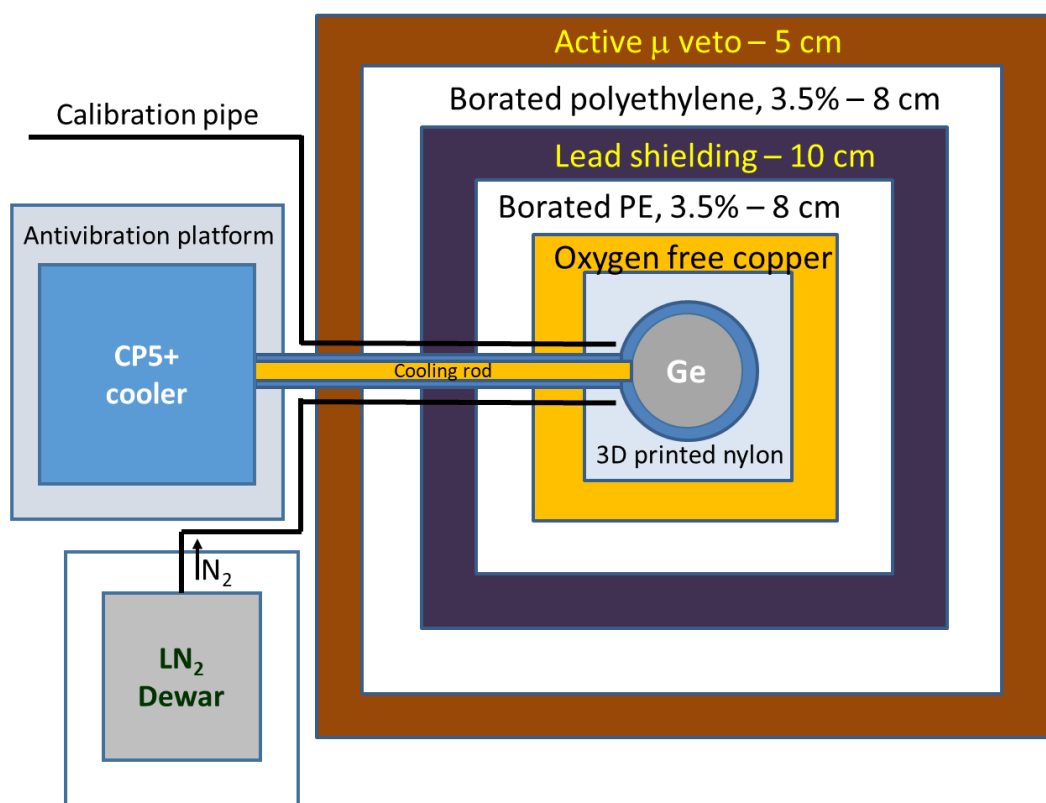 Active μ veto – 5 cm
Borated polyethylene, 3.5% – 8 cm
Calibration pipe
Lead shielding – 10 cm
Borated PE, 3.5% – 8 cm
Antivibration platform
Oxygen free copper
CP5+
cooler
Cooling rod
Ge
3D printed nylon
N₂
LN₂
Dewar